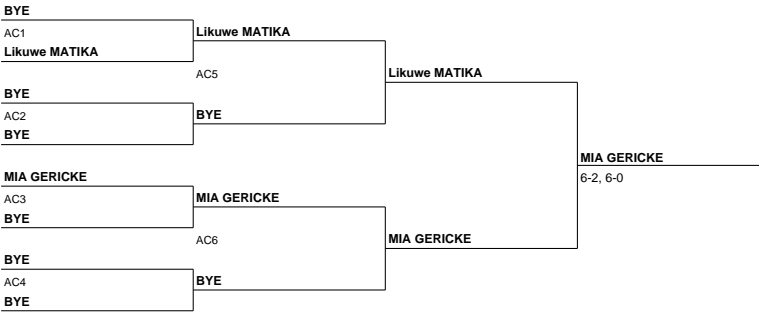 BYE
AC1
Likuwe MATIKA
Likuwe MATIKA
AC5
Likuwe MATIKA
BYE
AC2
BYE
BYE
MIA GERICKE
6-2, 6-0
MIA GERICKE
AC3
MIA GERICKE
BYE
AC6
MIA GERICKE
BYE
AC4
BYE
BYE